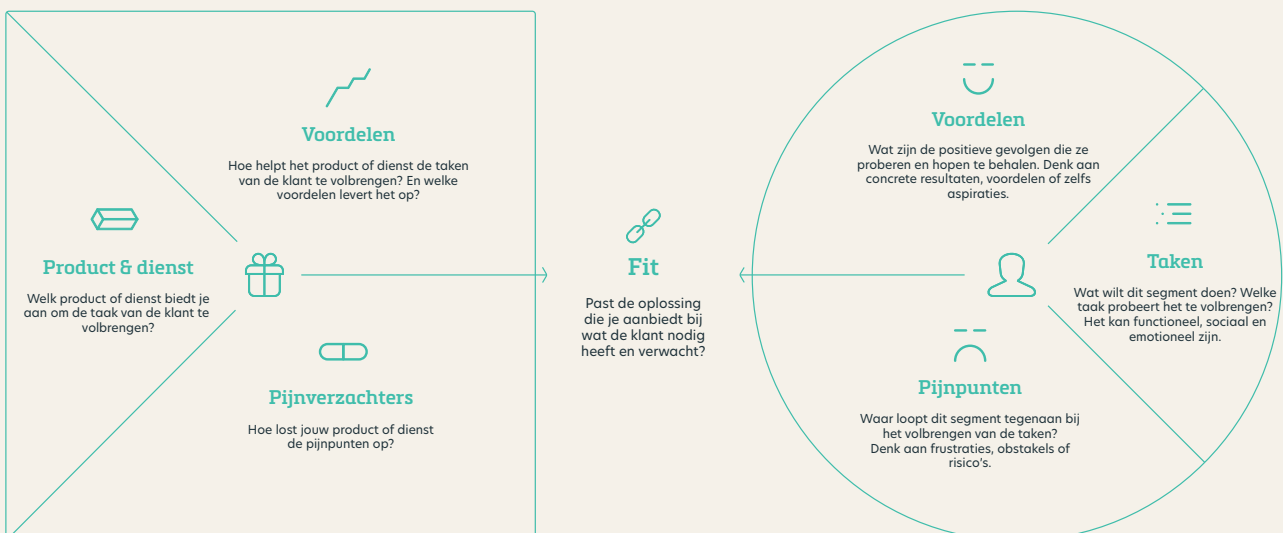 Voordelen
Hoe helpt het product of dienst de taken
van de klant te volbrengen? En welke
voordelen levert het op?
Product & dienst
Welk product of dienst biedt je
aan om de taak van de klant te
volbrengen?
Pijnverzachters
Hoe lost jouw product of dienst
de pijnpunten op?
Fit
Past de oplossing
die je aanbiedt bij
wat de klant nodig
heeft en verwacht?
Voordelen
Wat zijn de positieve gevolgen die ze
proberen en hopen te behalen. Denk aan
concrete resultaten, voordelen of zelfs
aspiraties.
Taken
Wat wilt dit segment doen? Welke
taak probeert het te volbrengen?
Het kan functioneel, sociaal en
emotioneel zijn.
Pijnpunten
Waar loopt dit segment tegenaan bij
het volbrengen van de taken?
Denk aan frustraties, obstakels of
risico's.